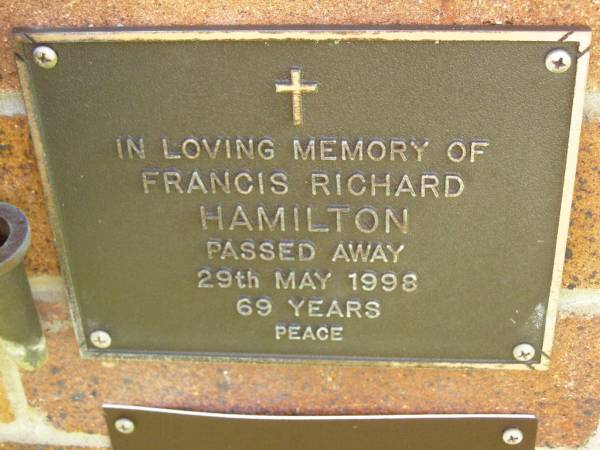 IN LOVING MEMORY OF
FRANCIS RICHARD
HAMILTON
PASSED AWAY
29th MAY 1998
69 YEARS
PEACE